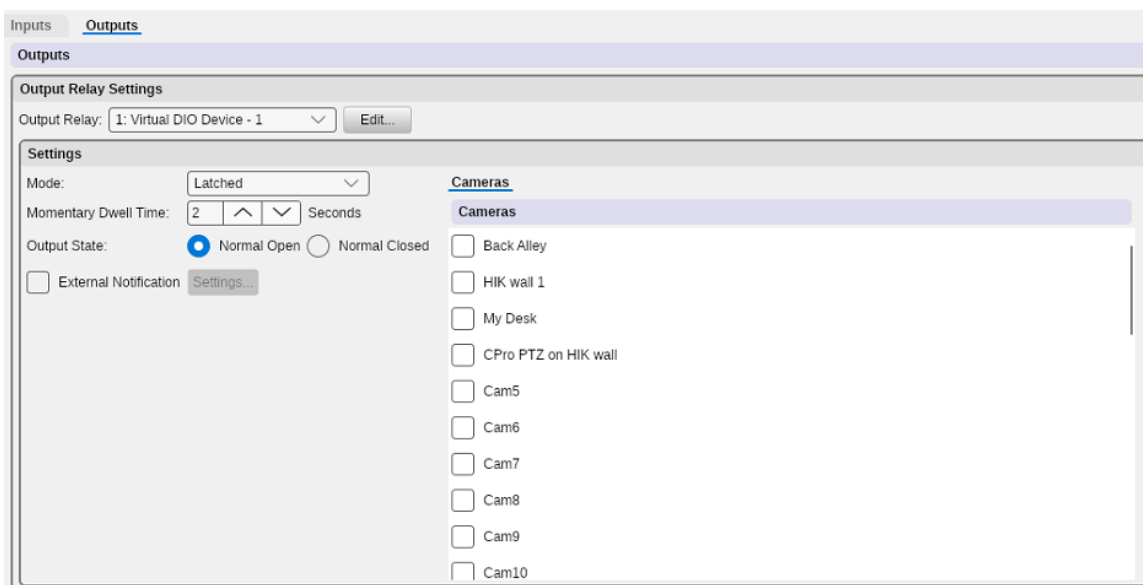 Inputs Outputs
Outputs
Output Relay Settings
Output Relay: 1: Virtual DIO Device - 1 Edit...
Settings
Mode: Latched
Momentary Dwell Time: 2 Seconds
Output State: Normal Open Normal Closed
External Notification Settings...
Cameras
Cameras
Back Alley
HIK wall 1
My Desk
CPro PTZ on HIK wall
Cam5
Cam6
Cam7
Cam8
Cam9
Cam10